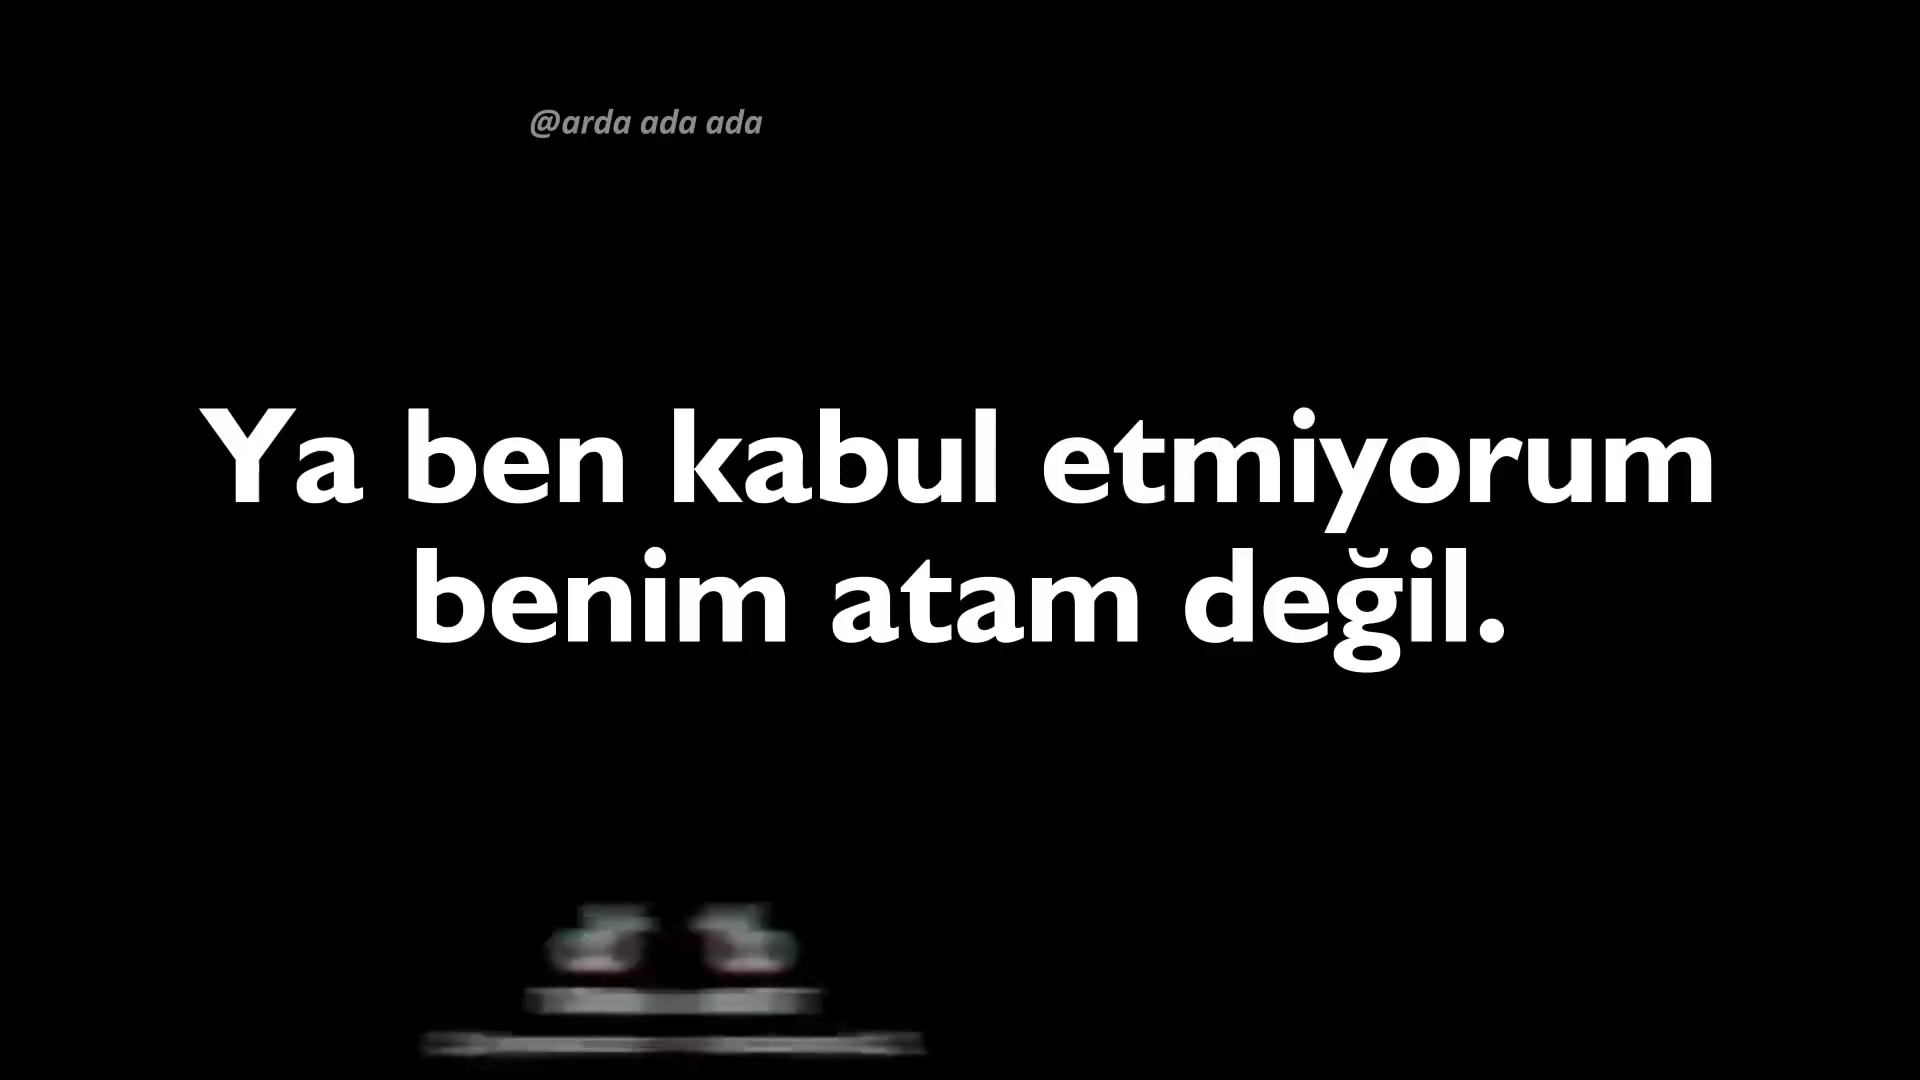 @arda ada ada
Ya ben kabul etmiyorum
benim atam değil.